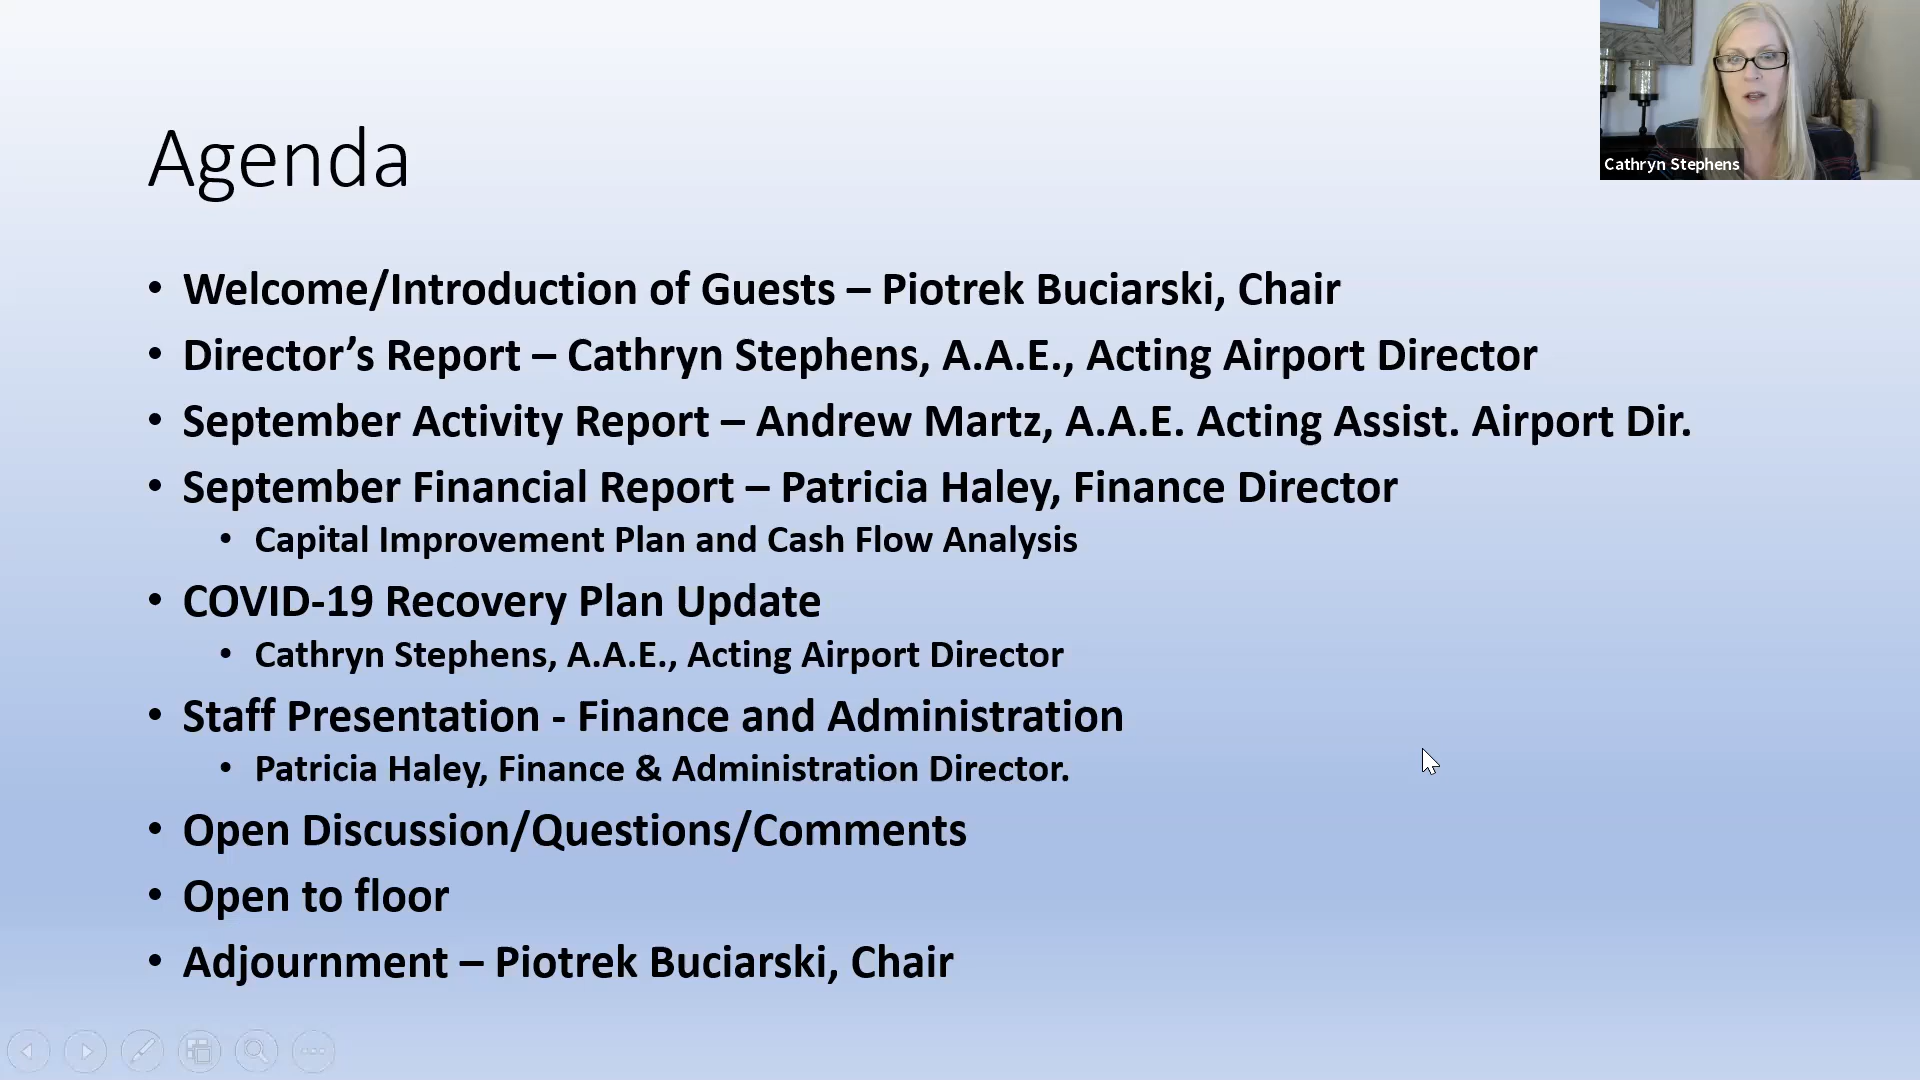 Cathryn Stephens
Agenda
• Welcome/Introduction of Guests – Piotrek Buciarski, Chair
• Director’s Report – Cathryn Stephens, A.A.E., Acting Airport Director
• September Activity Report – Andrew Martz, A.A.E. Acting Assist. Airport Dir.
• September Financial Report – Patricia Haley, Finance Director
• Capital Improvement Plan and Cash Flow Analysis
• COVID-19 Recovery Plan Update
• Cathryn Stephens, A.A.E., Acting Airport Director
• Staff Presentation - Finance and Administration
• Patricia Haley, Finance & Administration Director.
• Open Discussion/Questions/Comments
• Open to floor
• Adjournment – Piotrek Buciarski, Chair